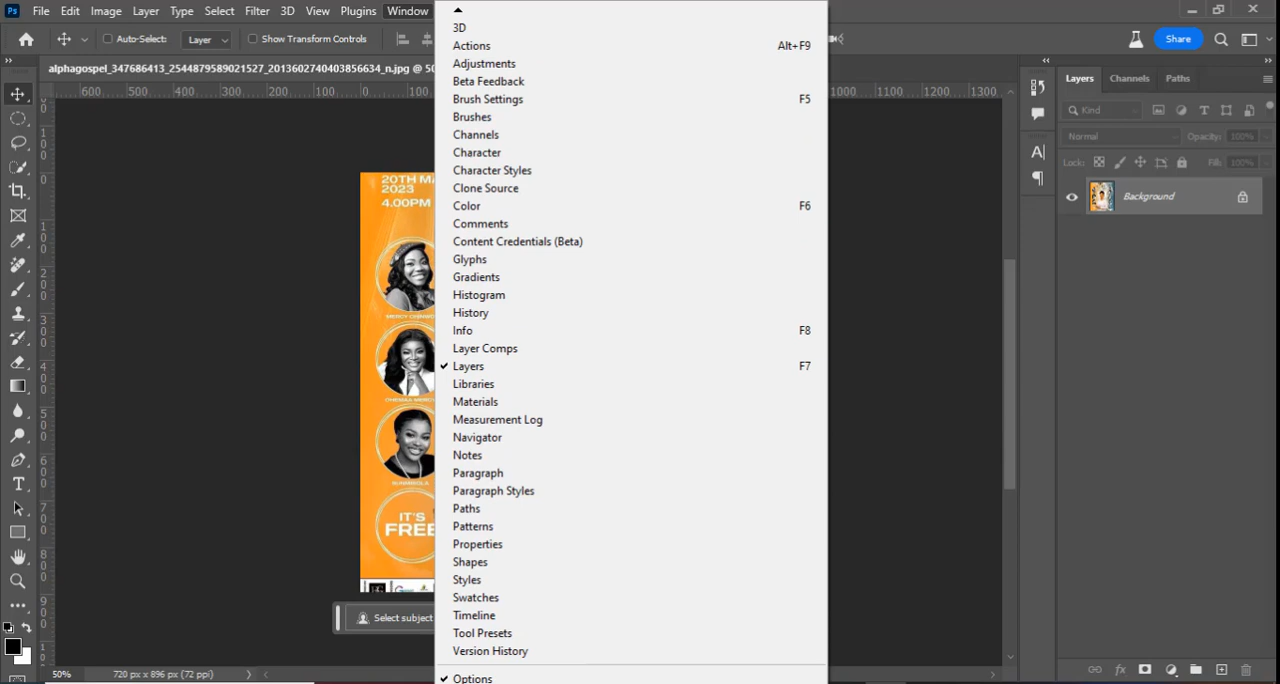 File Edit Image Layer Type Select Filter 3D View Plugins Window
Auto-Select: Layer Show Transform Controls
Share
alphagospel_347686413_2544879589021527_2013602740403856634_n.jpg @ 50
600 500 400 300 200 100 0 100
1000 1100 1200 1300
3D
Actions Alt+F9
Adjustments
Beta Feedback
Brush Settings F5
Brushes
Channels
Character
Character Styles
Clone Source
Color F6
Comments
Content Credentials (Beta)
Glyphs
Gradients
Histogram
History
Info F8
Layer Comps
Layers F7
Libraries
Materials
Measurement Log
Navigator
Notes
Paragraph
Paragraph Styles
Paths
Patterns
Properties
Shapes
Styles
Swatches
Timeline
Tool Presets
Version History
Options
20TH MA
2023
4.00PM
IT'S
FREE
Select subject
50% 720 px x 896 px (72 ppi)
Layers Channels Paths
Kind
Normal Opacity: 100%
Lock: Fill: 100%
Background